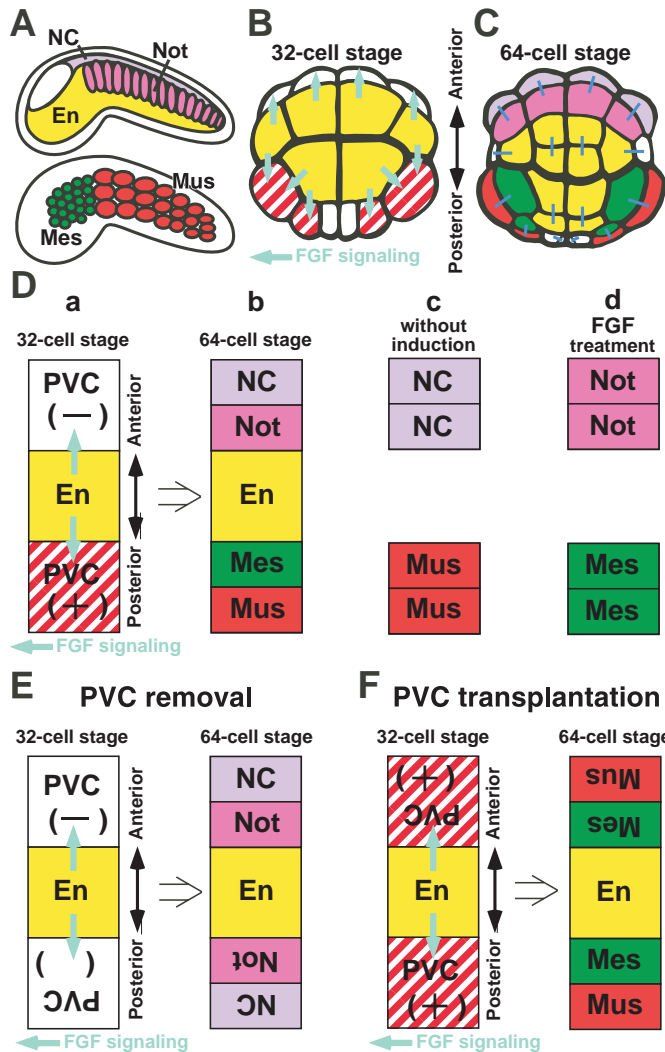 A
NC
Not
En
Mus
Mes
B
32-cell stage
FGF signaling
Anterior
Posterior
C
64-cell stage
D
a
32-cell stage
PVC
(—)
En
PVC
(+)
Anterior
Posterior
FGF signaling
b
64-cell stage
NC
Not
En
Mes
Mus
c
without
induction
NC
NC
Mus
Mus
d
FGF
treatment
Not
Not
Mes
Mes
E
PVC removal
32-cell stage
PVC
(—)
En
( )
PVC
Anterior
Posterior
FGF signaling
64-cell stage
NC
Not
En
Not
NC
F
PVC transplantation
32-cell stage
(+)
PVC
En
PVC
(+)
Anterior
Posterior
FGF signaling
64-cell stage
Mus
Mes
En
Mes
Mus